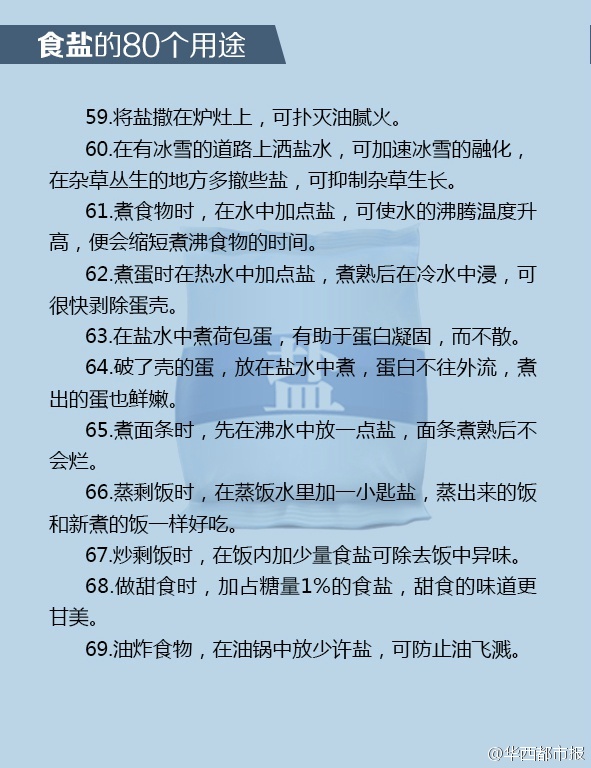 食盐的80个用途
59.将盐撒在炉灶上，可扑灭油腻火。
60.在有冰雪的道路上洒盐水，可加速冰雪的融化，
在杂草丛生的地方多撒些盐，可抑制杂草生长。
61.煮食物时，在水中加点盐，可使水的沸腾温度升
高，便会缩短煮沸食物的时间。
62.煮蛋时在热水中加点盐，煮熟后在冷水中浸，可
很快剥除蛋壳。
63.在盐水中煮荷包蛋，有助于蛋白凝固，而不散。
64.破了壳的蛋，放在盐水中煮，蛋白不往外流，煮
出的蛋也鲜嫩。
65.煮面条时，先在沸水中放一点盐，面条煮熟后不
会烂。
66.蒸剩饭时，在蒸饭水里加一小匙盐，蒸出来的饭
和新煮的饭一样好吃。
67.炒剩饭时，在饭内加少量食盐可除去饭中异味。
68.做甜食时，加占糖量1%的食盐，甜食的味道更
甘美。
69.油炸食物，在油锅中放少许盐，可防止油飞溅。
盐
@华西都市报